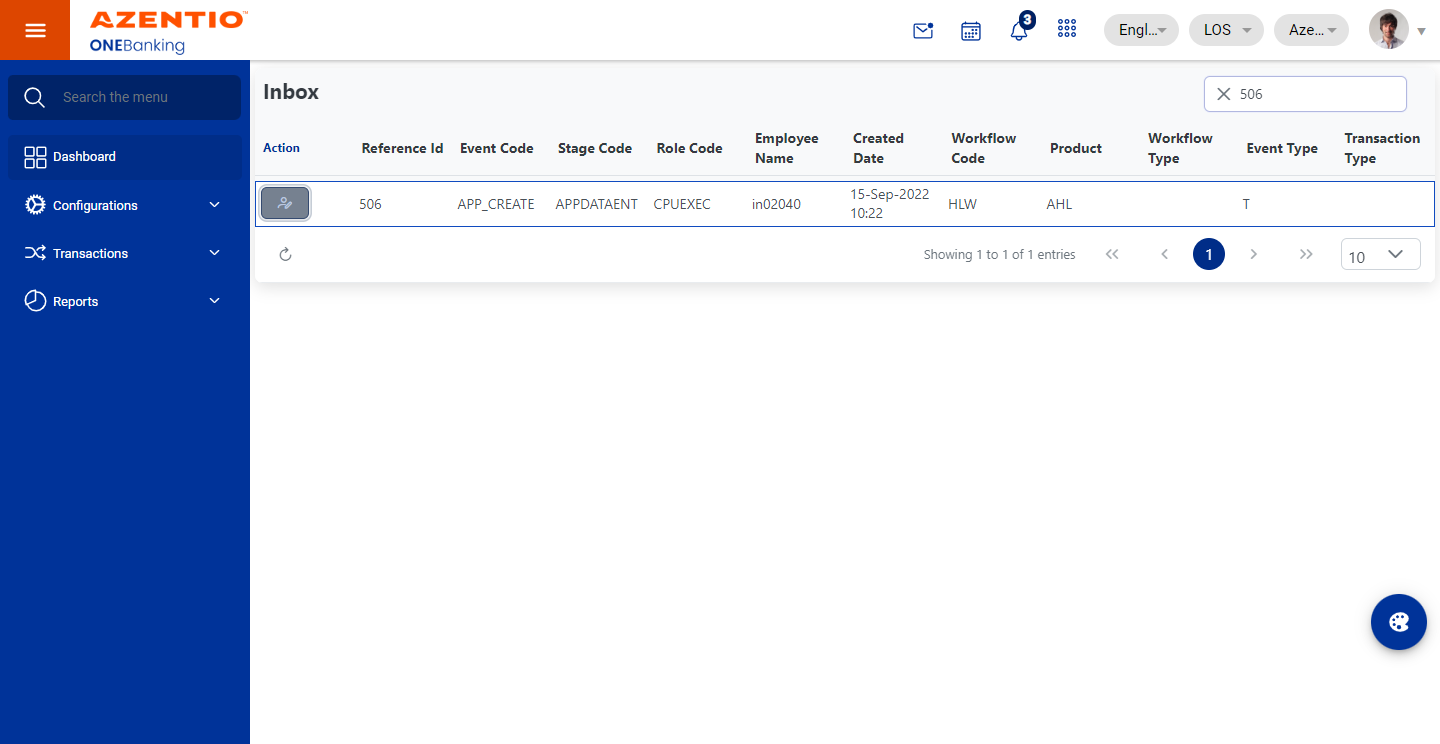 AZENTIO™
ONEBanking
3
Engl...
LOS
Aze...
Search the menu
Dashboard
Configurations
Transactions
Reports
Inbox
506
Action
Reference Id
Event Code
Stage Code
Role Code
Employee
Name
Created
Date
Workflow
Code
Product
Workflow
Type
Event Type
Transaction
Type
506
APP_CREATE
APPDATAENT
CPUEXEC
in02040
15-Sep-2022
10:22
HLW
AHL
T
Showing 1 to 1 of 1 entries
1
10